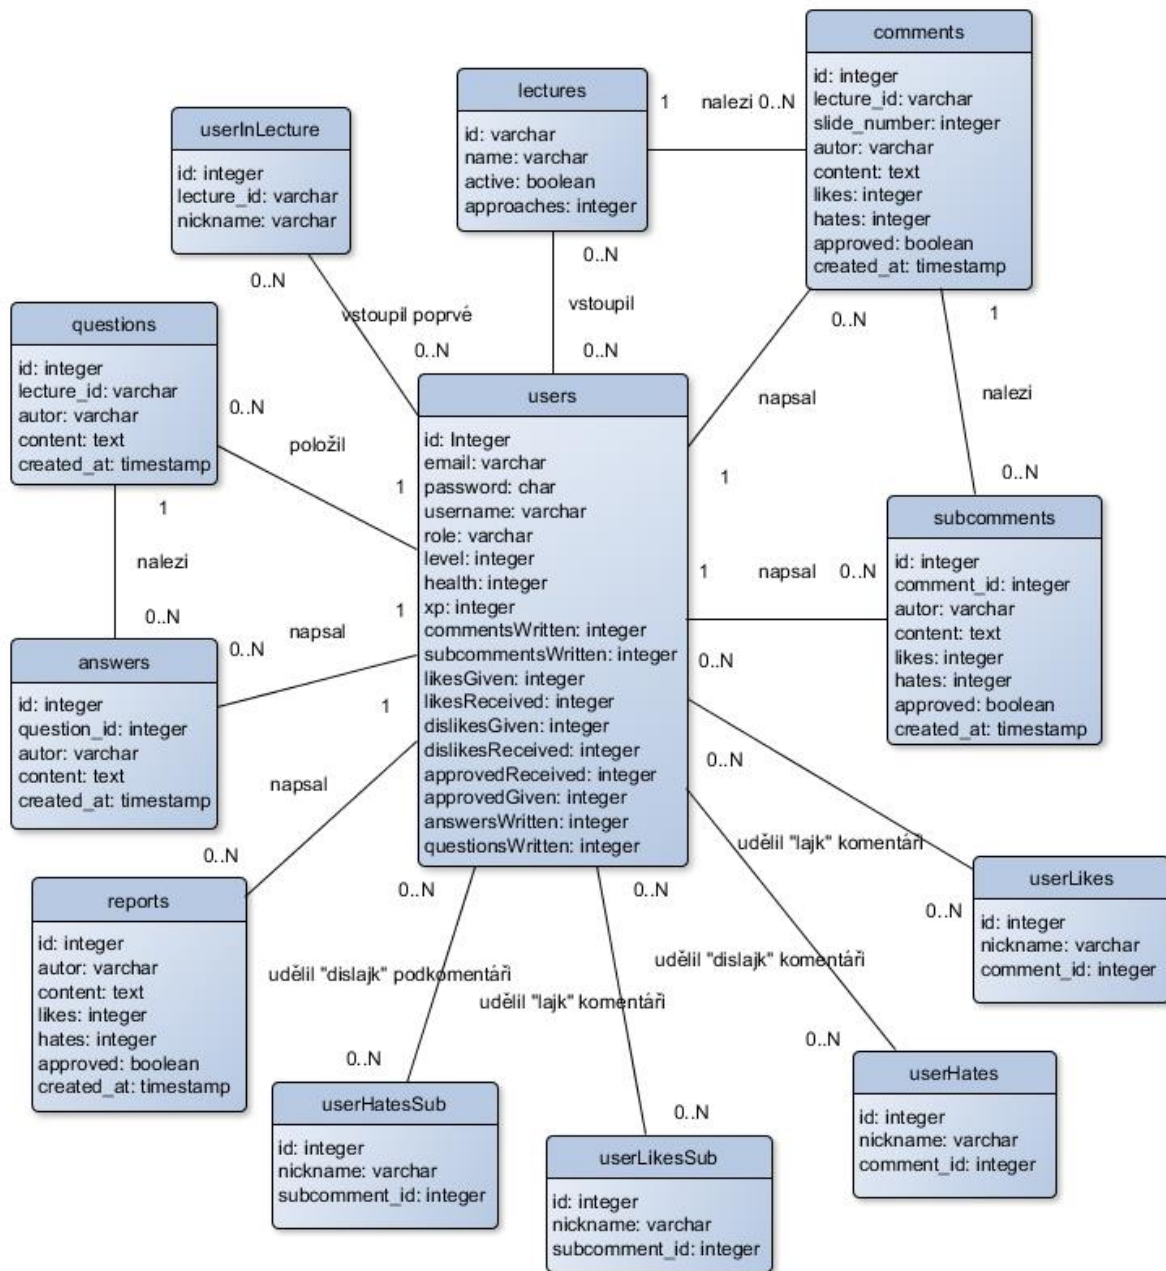 comments
id: integer
lecture_id: varchar
slide_number: integer
autor: varchar
content: text
likes: integer
hates: integer
approved: boolean
created_at: timestamp
lectures
id: varchar
name: varchar
active: boolean
approaches: integer
1 nalezi 0..N
userInLecture
id: integer
lecture_id: varchar
nickname: varchar
0..N
vstoupil poprvé
0..N
0..N
vstoupil
0..N
0..N
napsal
1
1
nalezi
0..N
questions
id: integer
lecture_id: varchar
autor: varchar
content: text
created_at: timestamp
0..N
položil
1
1
nalezi
0..N
users
id: Integer
email: varchar
password: char
username: varchar
role: varchar
level: integer
health: integer
xp: integer
commentsWritten: integer
subcommentsWritten: integer
likesGiven: integer
likesReceived: integer
dislikesGiven: integer
dislikesReceived: integer
approvedReceived: integer
approvedGiven: integer
answersWritten: integer
questionsWritten: integer
subcomments
id: integer
comment_id: integer
autor: varchar
content: text
likes: integer
hates: integer
approved: boolean
created_at: timestamp
1 napsal 0..N
answers
id: integer
question_id: integer
autor: varchar
content: text
created_at: timestamp
0..N
napsal
1
1
napsal
0..N
reports
id: integer
autor: varchar
content: text
likes: integer
hates: integer
approved: boolean
created_at: timestamp
0..N
udělil "dislajk" podkomentáři
0..N
userHatesSub
id: integer
nickname: varchar
subcomment_id: integer
0..N
udělil "lajk" komentáři
0..N
userLikesSub
id: integer
nickname: varchar
subcomment_id: integer
0..N
udělil "dislajk" komentáři
0..N
userHates
id: integer
nickname: varchar
comment_id: integer
0..N
udělil "lajk" komentáři
0..N
userLikes
id: integer
nickname: varchar
comment_id: integer